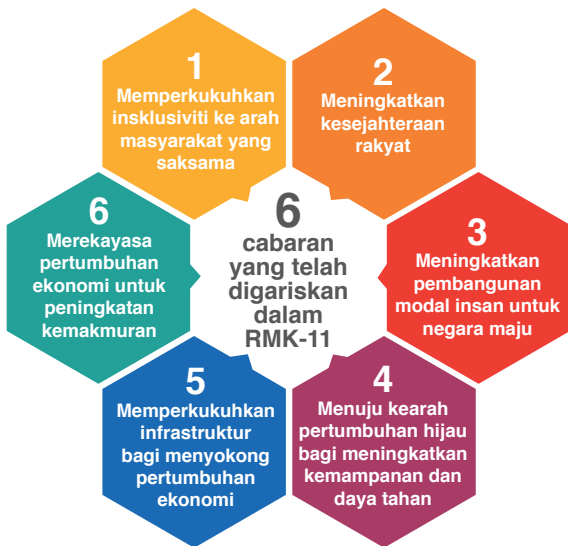 6
cabaran
yang telah
digariskan
dalam
RMK-11
1
Memperkukuhkan
insklusiviti ke arah
masyarakat yang
saksama
2
Meningkatkan
kesejahteraan
rakyat
3
Meningkatkan
pembangunan
modal insan untuk
negara maju
4
Menuju kearah
pertumbuhan hijau
bagi meningkatkan
kemampanan dan
daya tahan
5
Memperkukuhkan
infrastruktur
bagi menyokong
pertumbuhan
ekonomi
6
Merekayasa
pertumbuhan
ekonomi untuk
peningkatan
kemakmuran